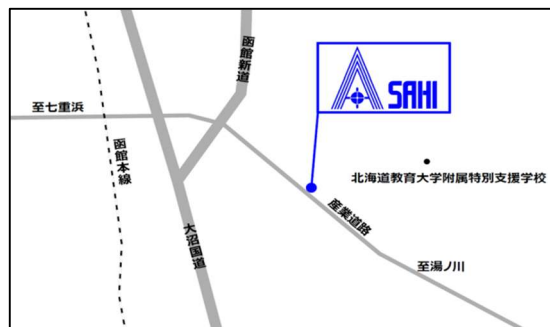 函館新道
ASAHI
至七重浜
函館本線
北海道教育大学附属特別支援学校
産業道路
大沼国道
至湯ノ川